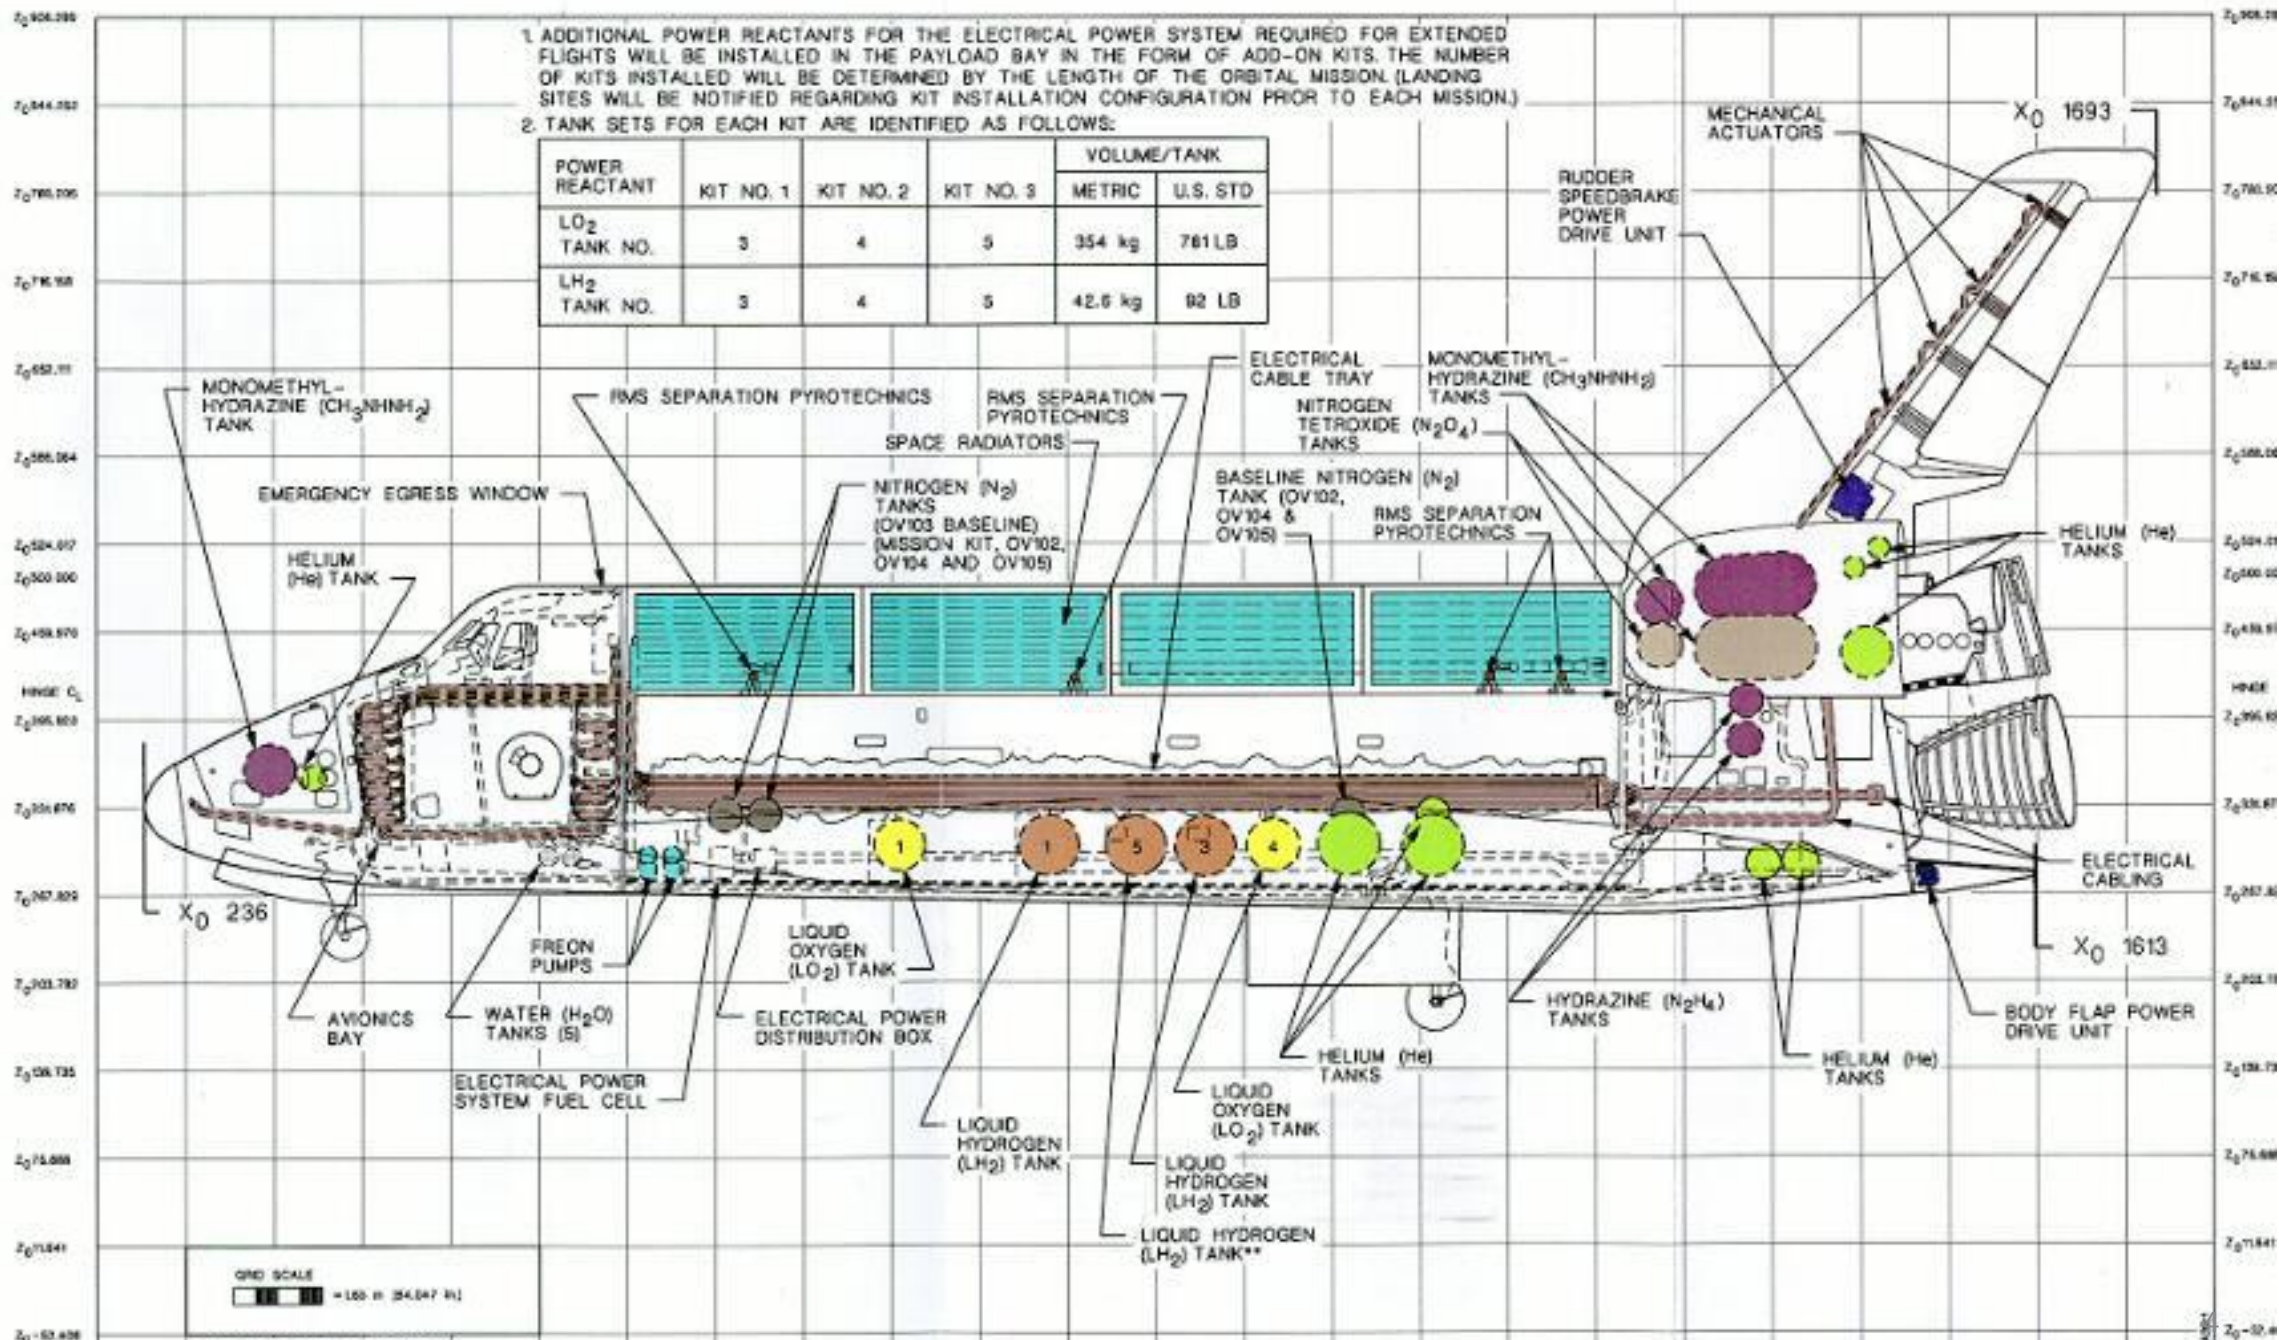 1. ADDITIONAL POWER REACTANTS FOR THE ELECTRICAL POWER SYSTEM REQUIRED FOR EXTENDED
FLIGHTS WILL BE INSTALLED IN THE PAYLOAD BAY IN THE FORM OF ADD-ON KITS. THE NUMBER
OF KITS INSTALLED WILL BE DETERMINED BY THE LENGTH OF THE ORBITAL MISSION. (LANDING
SITES WILL BE NOTIFIED REGARDING KIT INSTALLATION CONFIGURATION PRIOR TO EACH MISSION.)
2. TANK SETS FOR EACH KIT ARE IDENTIFIED AS FOLLOWS:
VOLUME/TANK
POWER
REACTANT KIT NO. 1 KIT NO. 2 KIT NO. 3 METRIC U.S. STD
LO2
TANK NO. 3 4 5 354 kg 781 LB
LH2
TANK NO. 3 4 5 LB
MECHANICAL
ACTUATORS
X0 1693
RUDDER
SPEEDBRAKE
POWER
DRIVE UNIT
MONOMETHYL-
HYDRAZINE (CH3NHNH2)
TANK
RMS SEPARATION PYROTECHNICS
RMS SEPARATION
PYROTECHNICS
SPACE RADIATORS
ELECTRICAL
CABLE TRAY
MONOMETHYL-
HYDRAZINE (CH3NHNH2)
TANKS
NITROGEN
TETROXIDE (N2O4)
TANKS
EMERGENCY EGRESS WINDOW
NITROGEN (N2)
TANKS
(OV103 BASELINE)
(MISSION KIT, OV102,
OV104 AND OV105)
BASELINE NITROGEN (N2)
TANK (OV102,
OV104 &
OV105)
RMS SEPARATION
PYROTECHNICS
HELIUM
(He) TANK
HELIUM (He)
TANKS
HINGE CL
HINGE
1 1 5 3 4
X0 236
ELECTRICAL
CABLING
X0 1613
FREON
PUMPS
LIQUID
OXYGEN
(LO2) TANK
AVIONICS
BAY
WATER (H2O)
TANKS (5)
ELECTRICAL POWER
DISTRIBUTION BOX
HYDRAZINE (N2H4)
TANKS
BODY FLAP POWER
DRIVE UNIT
HELIUM (He)
TANKS
HELIUM (He)
TANKS
ELECTRICAL POWER
SYSTEM FUEL CELL
LIQUID
HYDROGEN
(LH2) TANK
LIQUID
OXYGEN
(LO2) TANK
LIQUID
HYDROGEN
(LH2) TANK
LIQUID HYDROGEN
(LH2) TANK**
GRID SCALE